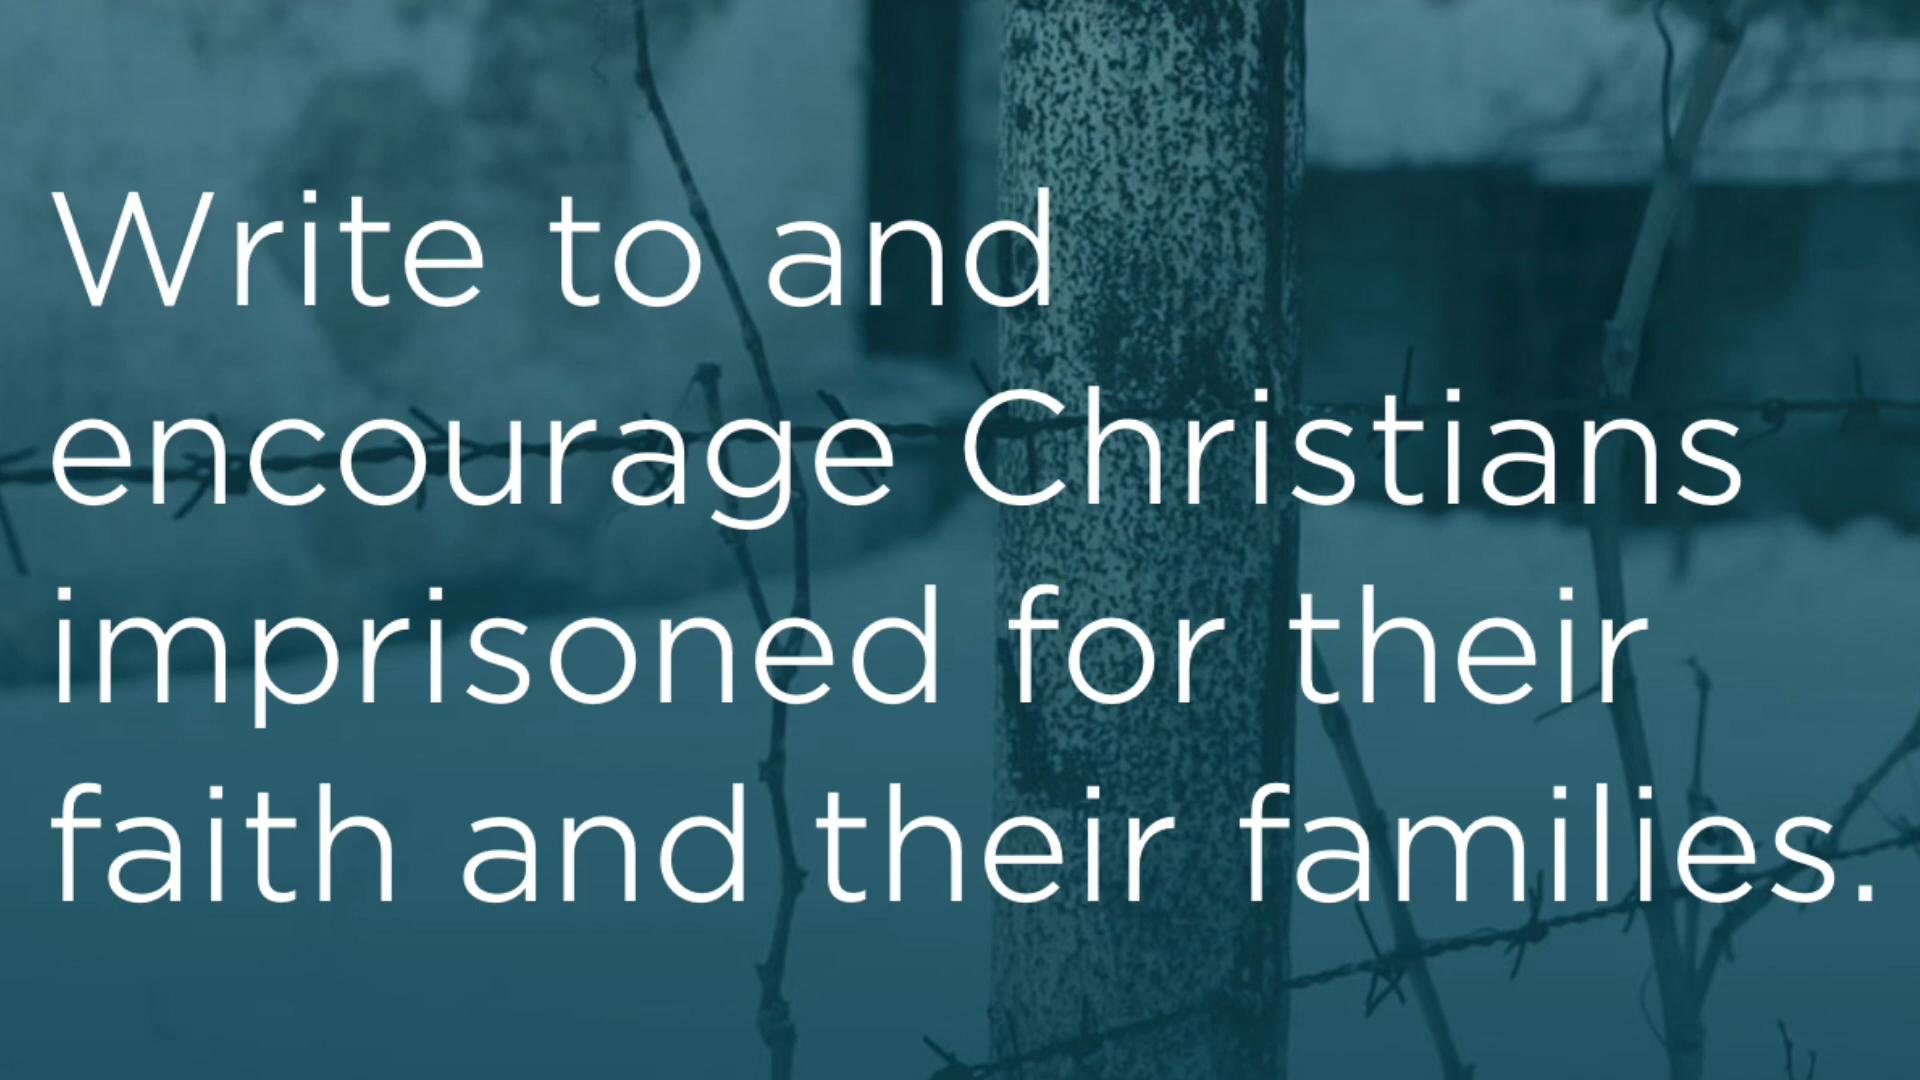 Write to and
encourage Christians
imprisoned for their
faith and their families.